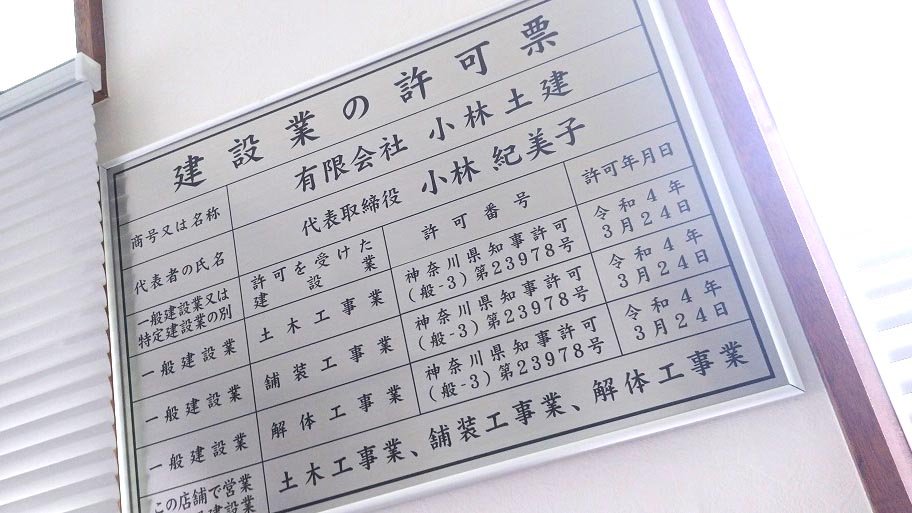 建設業の許可票
商号又は名称 有限会社 小林土建
代表者の氏名 代表取締役 小林 紀美子
一般建設業又は
特定建設業の別
許可を受けた
建設業
許可番号
許可年月日
一般建設業
土木工事業
神奈川県知事許可
(般-3)第23978号
令和4年
3月24日
一般建設業
舗装工事業
神奈川県知事許可
(般-3)第23978号
令和4年
3月24日
一般建設業
解体工事業
神奈川県知事許可
(般-3)第23978号
令和4年
3月24日
この店舗で営業
建設業
土木工事業、舗装工事業、解体工事業